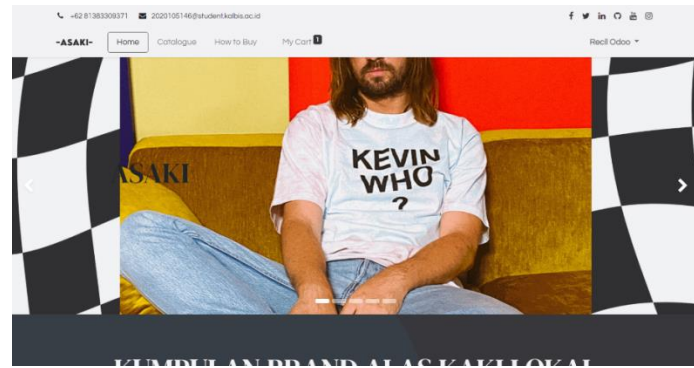 +62 81383309371 2020105146@student.kalbis.ac.id
-ASAKI- Home Catalogue How to Buy My Cart 1 Recil Odoo
ASAKI
KEVIN
WHO
?
KUMPULAN BRAND ALAS KAKI LOKAL